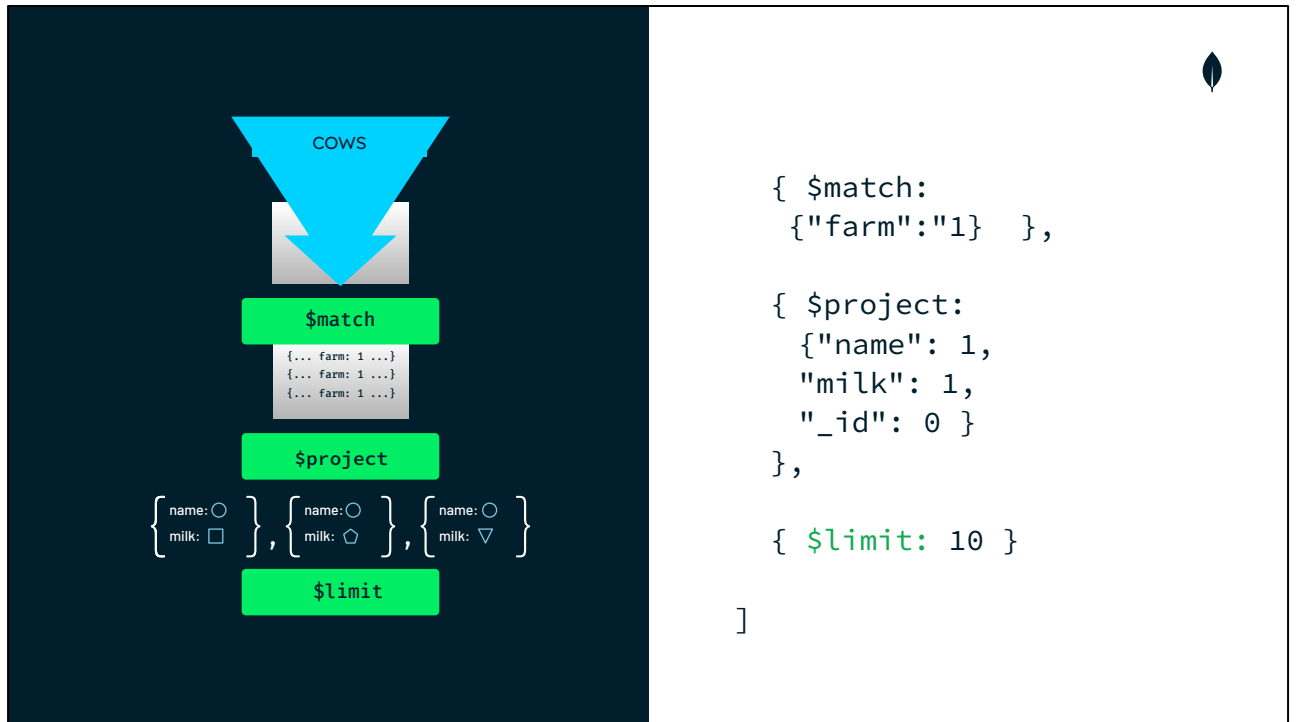 COWS
$match
{... farm: 1 ...}
{... farm: 1 ...}
{... farm: 1 ...}
$project
{ name: }, { name: }, { name: }
milk: milk: milk:
$limit
{ $match:
{"farm":"1} },
{ $project:
{"name": 1,
"milk": 1,
"_id": 0 }
},
{ $limit: 10 }
]